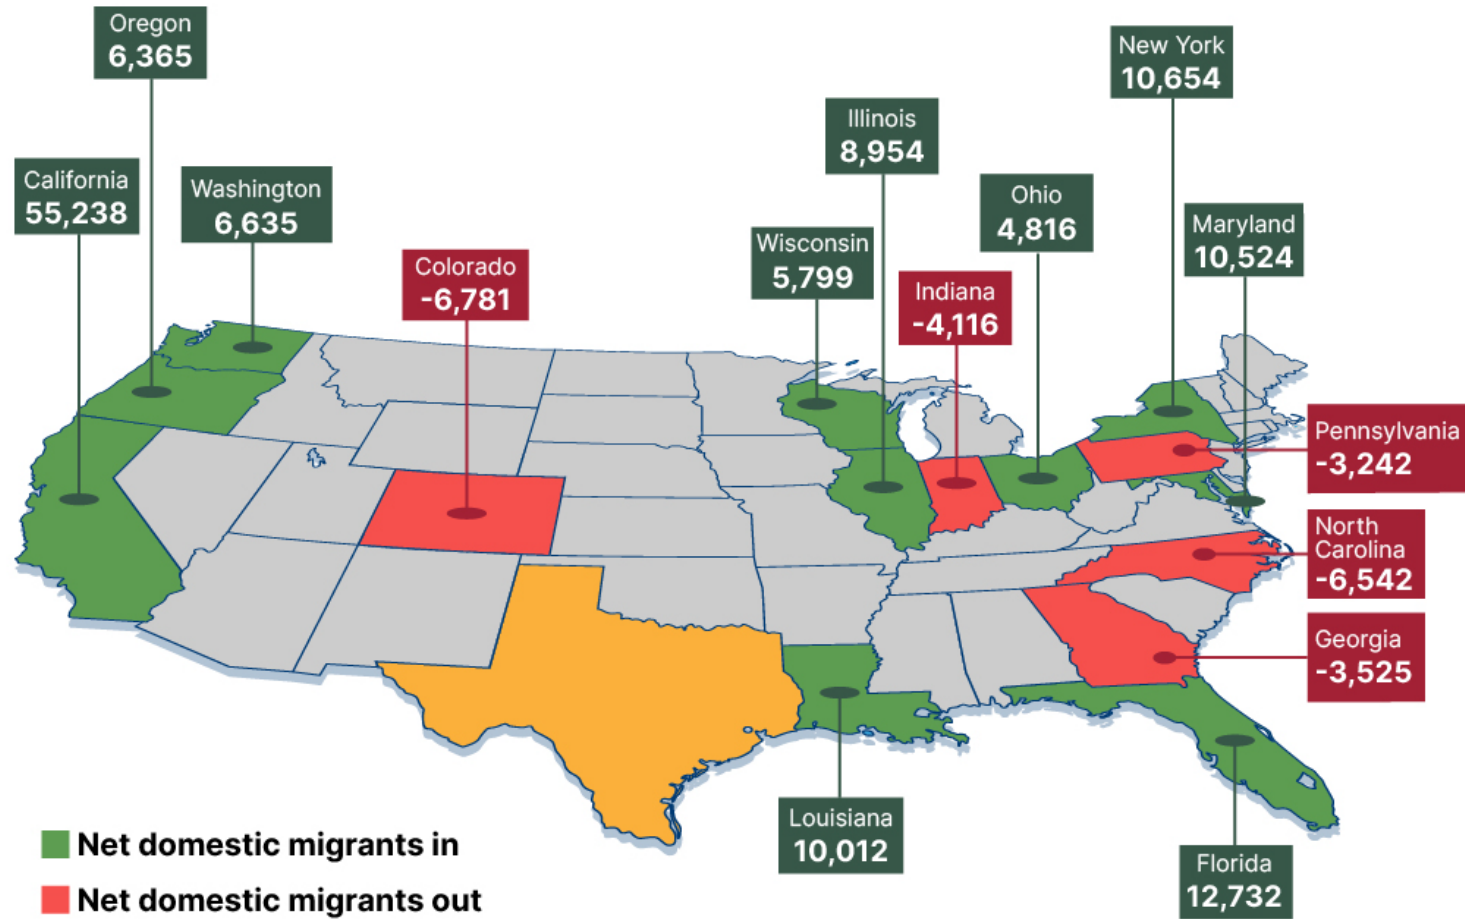 Oregon
6,365
New York
10,654
Illinois
8,954
California
55,238
Washington
6,635
Ohio
4,816
Maryland
10,524
Wisconsin
5,799
Colorado
-6,781
Indiana
-4,116
Pennsylvania
-3,242
North
Carolina
-6,542
Georgia
-3,525
Louisiana
10,012
Florida
12,732
Net domestic migrants in
Net domestic migrants out